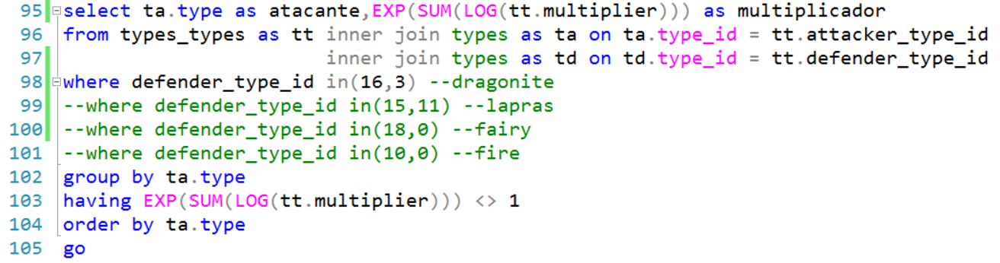 95 select ta.type as atacante,EXP(SUM(LOG(tt.multiplier))) as multiplicador
96 from types_types as tt inner join types as ta on ta.type_id = tt.attacker_type_id
97 inner join types as td on td.type_id = tt.defender_type_id
98 where defender_type_id in(16,3) --dragonite
99 --where defender_type_id in(15,11) --lapras
100 --where defender_type_id in(18,0) --fairy
101 --where defender_type_id in(10,0) --fire
102 group by ta.type
103 having EXP(SUM(LOG(tt.multiplier))) <> 1
104 order by ta.type
105 go